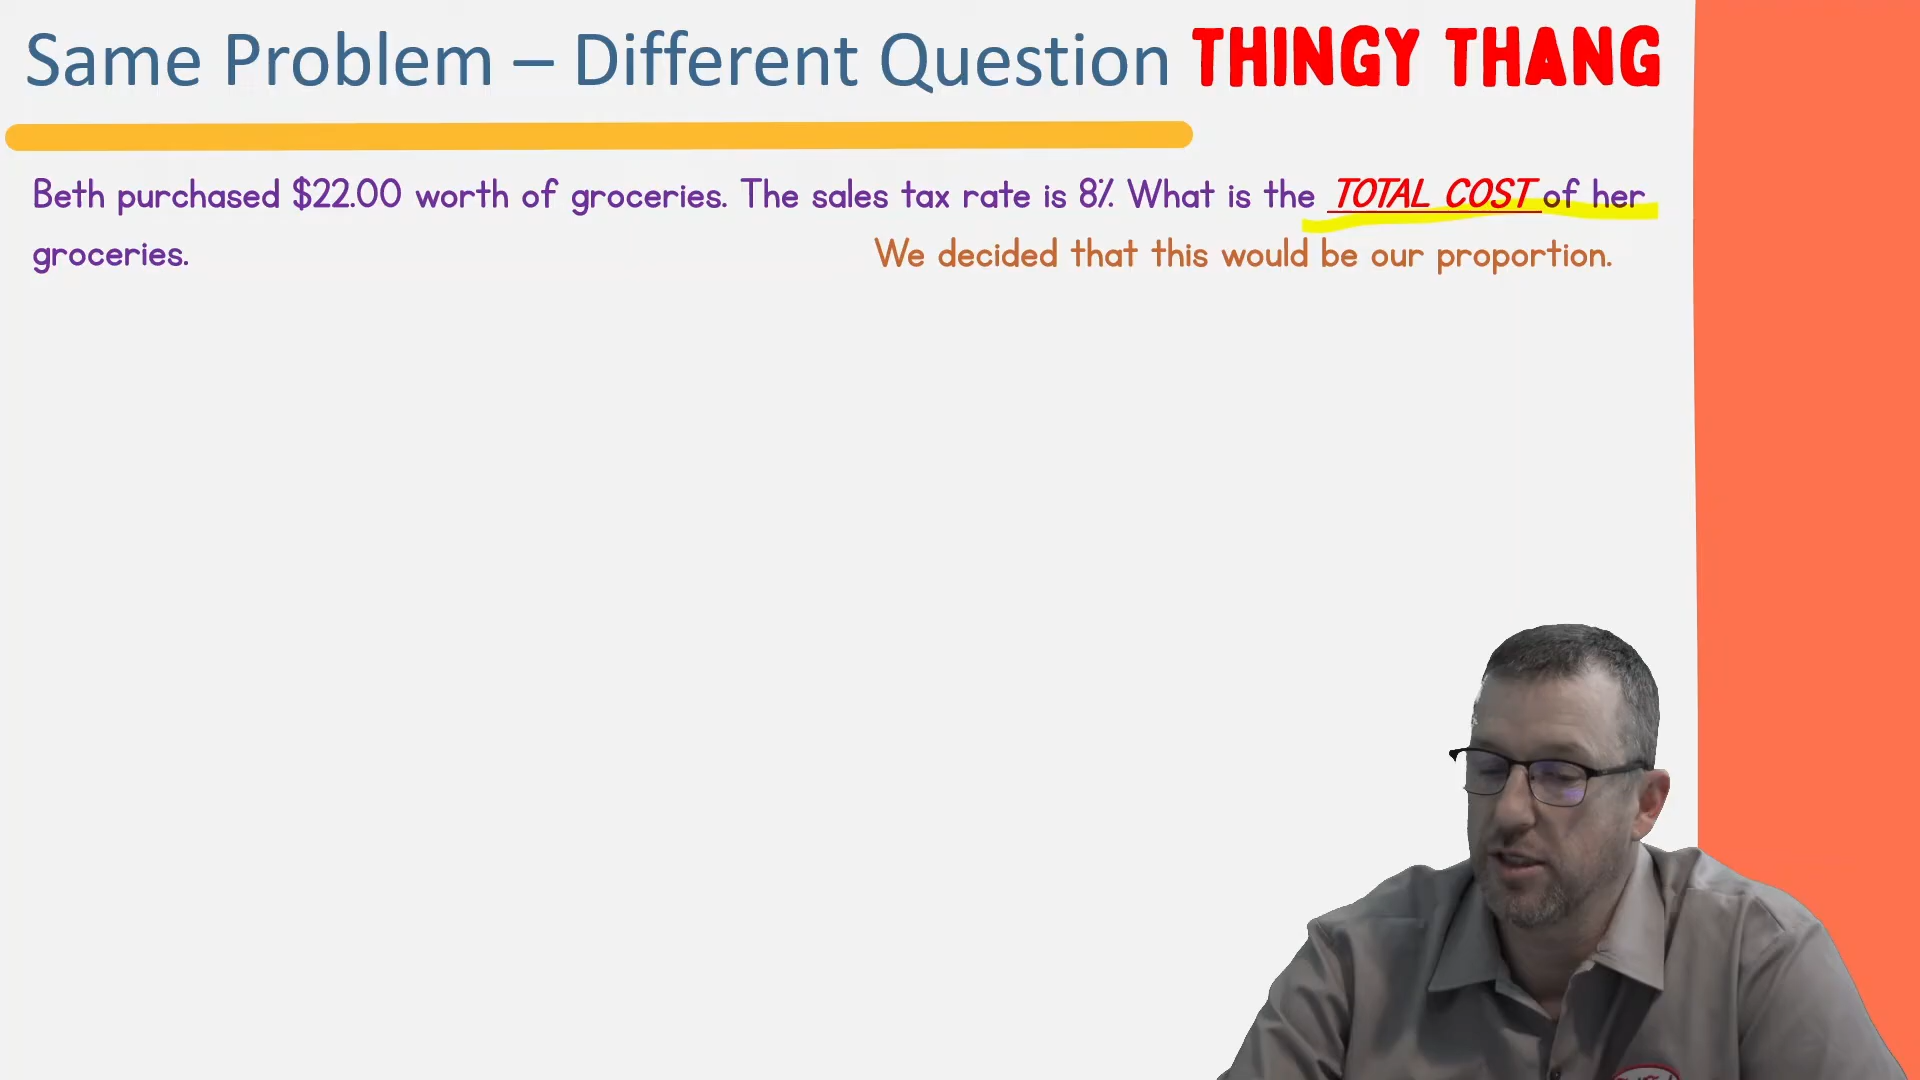 Same Problem – Different Question THINGY THANG
Beth purchased $22.00 worth of groceries. The sales tax rate is 8%. What is the TOTAL COST of her
groceries.
We decided that this would be our proportion.